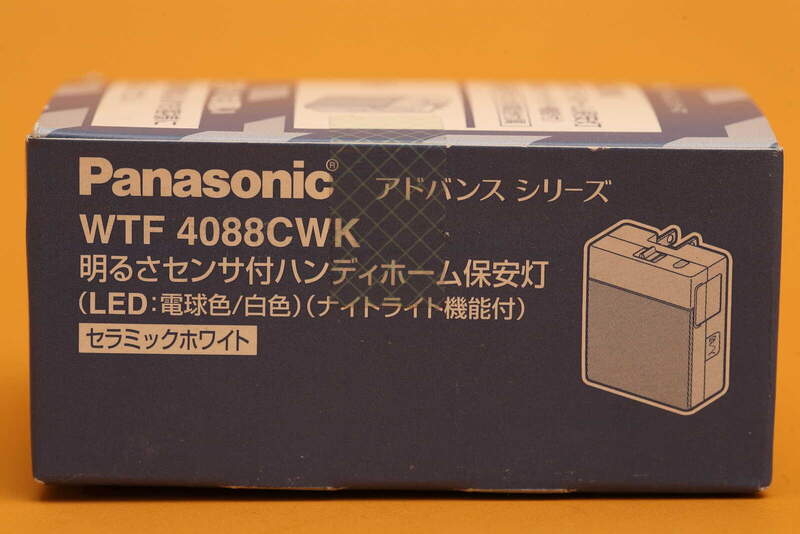 Panasonic® アドバンス シリーズ
WTF 4088CWK
明るさセンサ付ハンディホーム保安灯
(LED:電球色/白色)(ナイトライト機能付)
セラミックホワイト